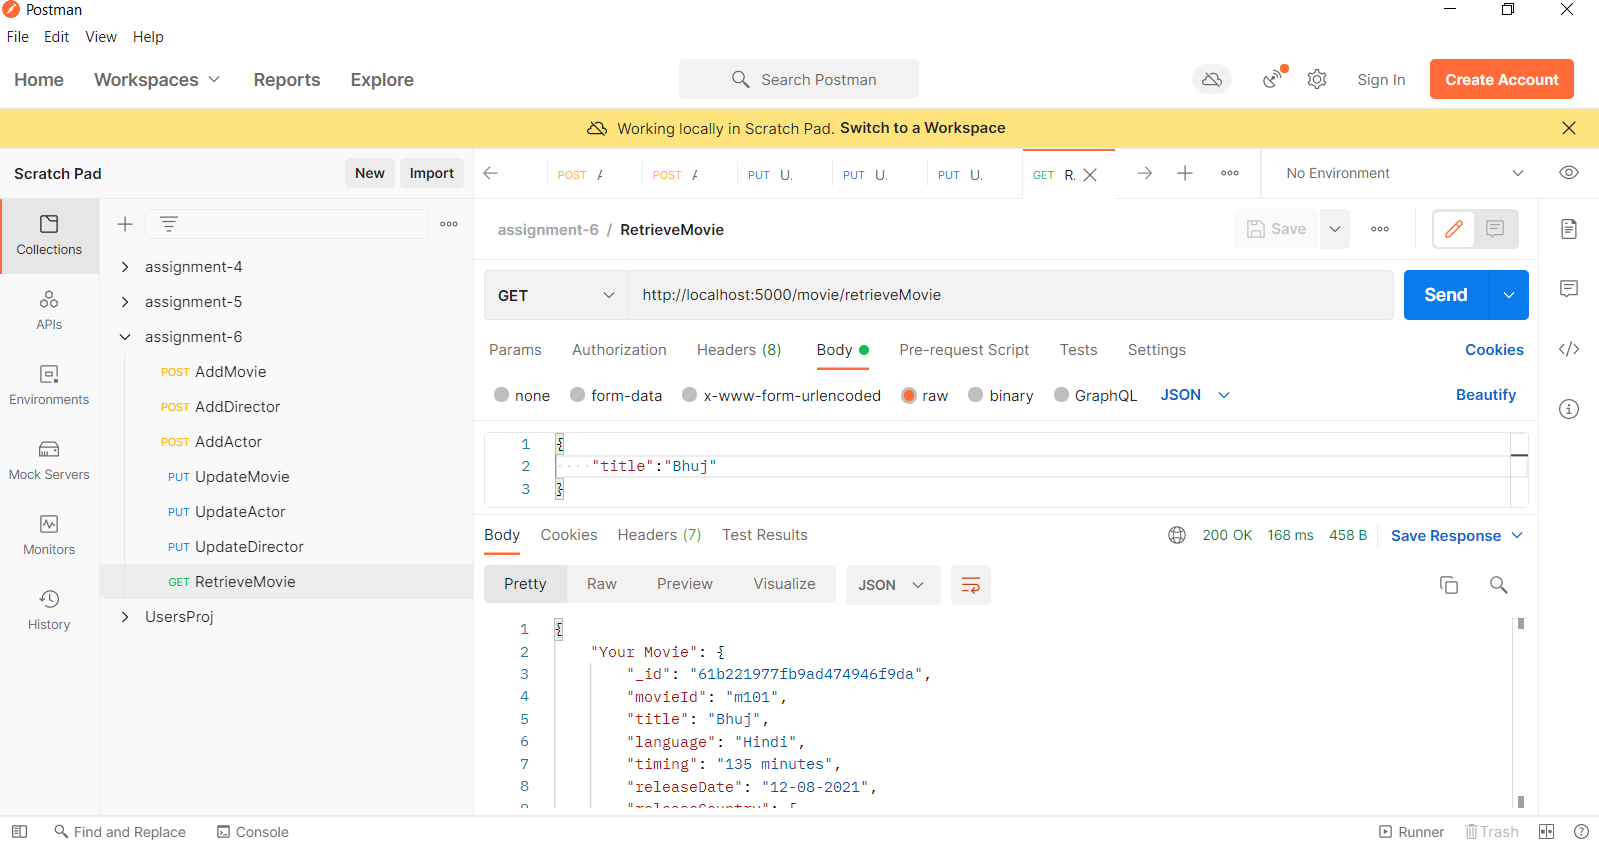 Postman
File Edit View Help
Home Workspaces Reports Explore
Search Postman
Sign In
Create Account
Working locally in Scratch Pad. Switch to a Workspace
Scratch Pad
New
Import
POST
POST
PUT U.
PUT U.
PUT U.
GET R.
No Environment
Collections
APIs
Environments
Mock Servers
Monitors
History
assignment-4
assignment-5
assignment-6
POST AddMovie
POST AddDirector
POST AddActor
PUT UpdateMovie
PUT UpdateActor
PUT UpdateDirector
GET RetrieveMovie
UsersProj
assignment-6 / RetrieveMovie
Save
GET
http://localhost:5000/movie/retrieveMovie
Send
Params Authorization Headers (8) Body Pre-request Script Tests Settings
Cookies
none form-data x-www-form-urlencoded raw binary GraphQL JSON
Beautify
1 {
2 "title":"Bhuj"
3 }
Body Cookies Headers (7) Test Results
200 OK 168 ms 458 B
Save Response
Pretty Raw Preview Visualize
JSON
1 {
2 "Your Movie": {
3 "_id": "61b221977fb9ad474946f9da",
4 "movieId": "m101",
5 "title": "Bhuj",
6 "language": "Hindi",
7 "timing": "135 minutes",
8 "releaseDate": "12-08-2021",
9 "releaseCountry": [
Find and Replace
Console
Runner
Trash